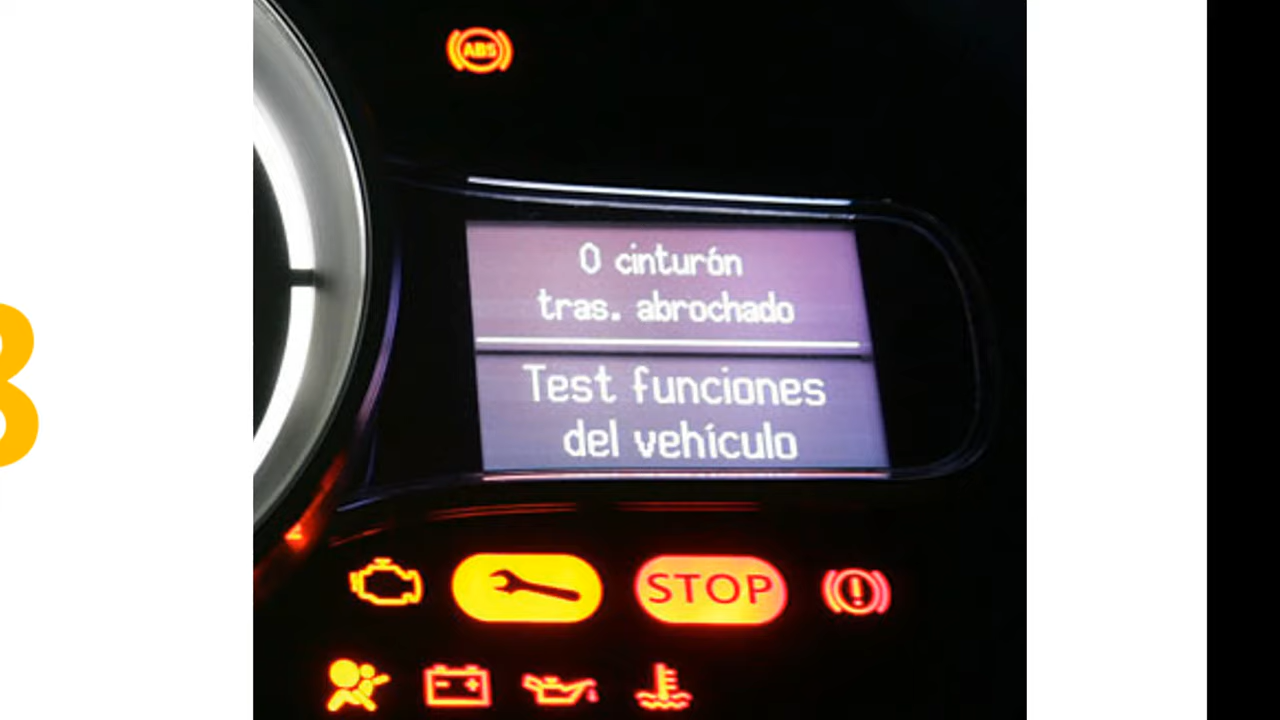 ABS
0 cinturón
tras. abrochado
Test funciones
del vehículo
STOP